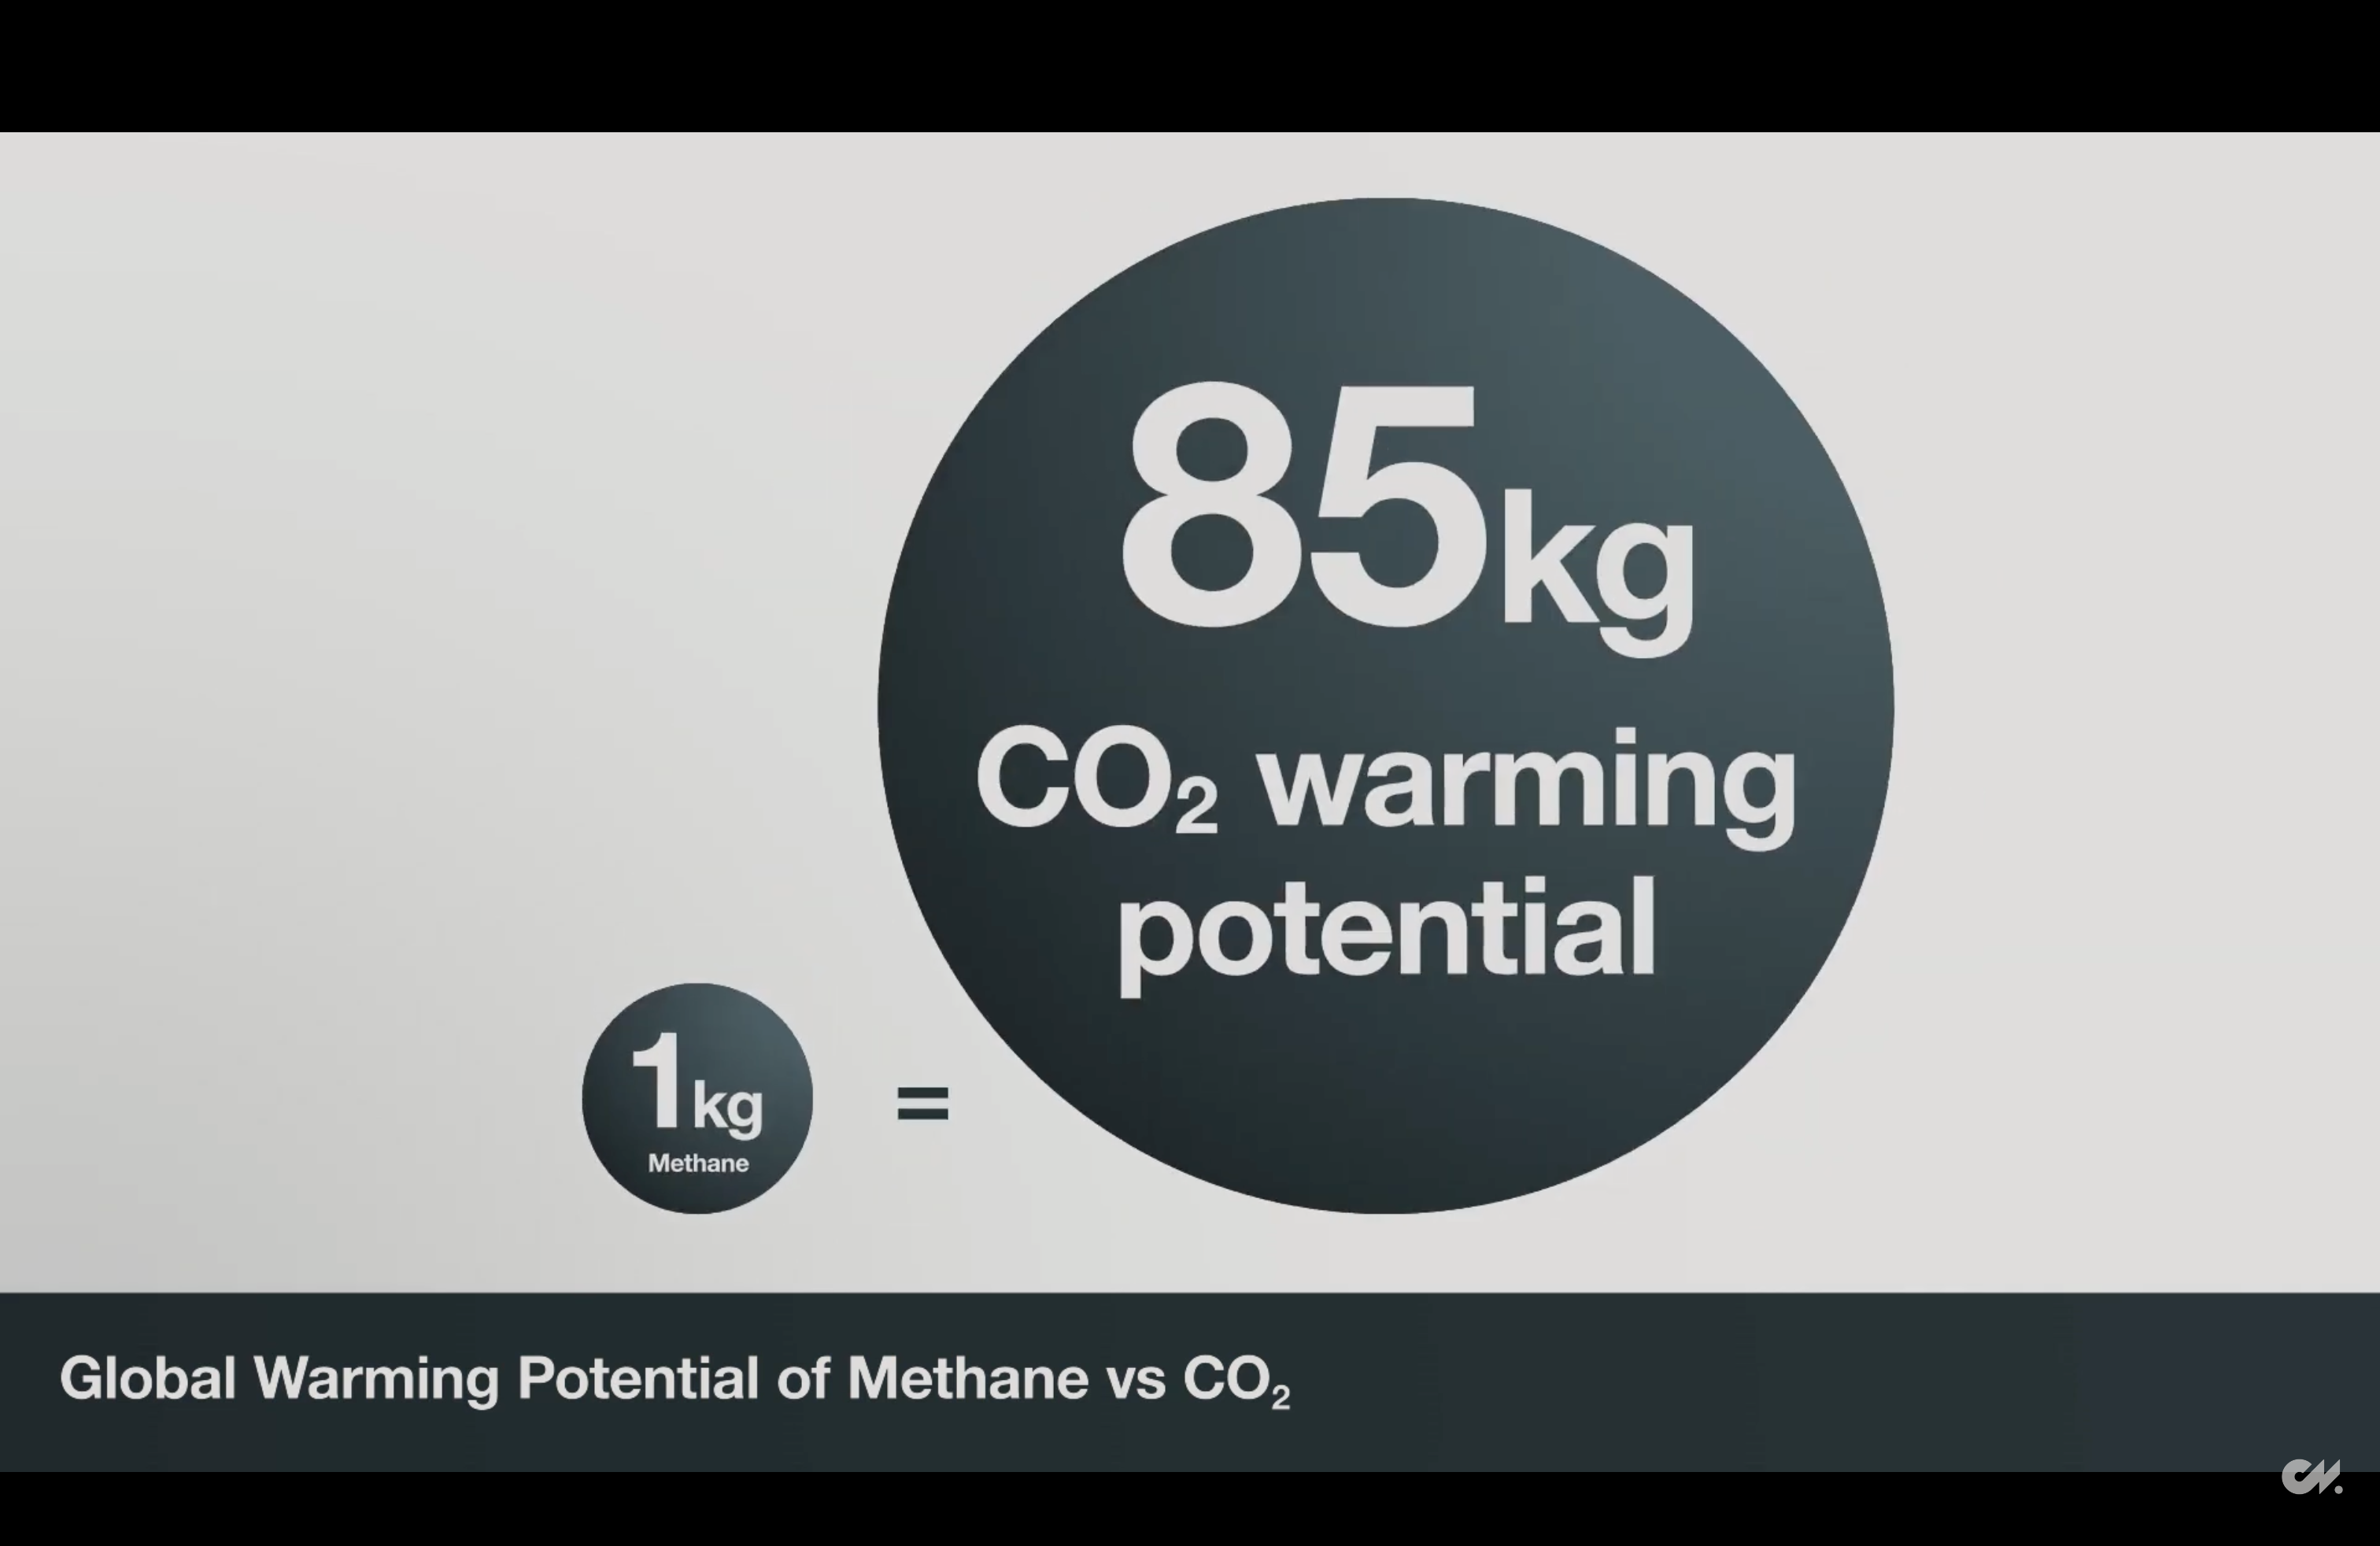 85kg
CO₂ warming
potential
1kg
Methane
=
Global Warming Potential of Methane vs CO₂